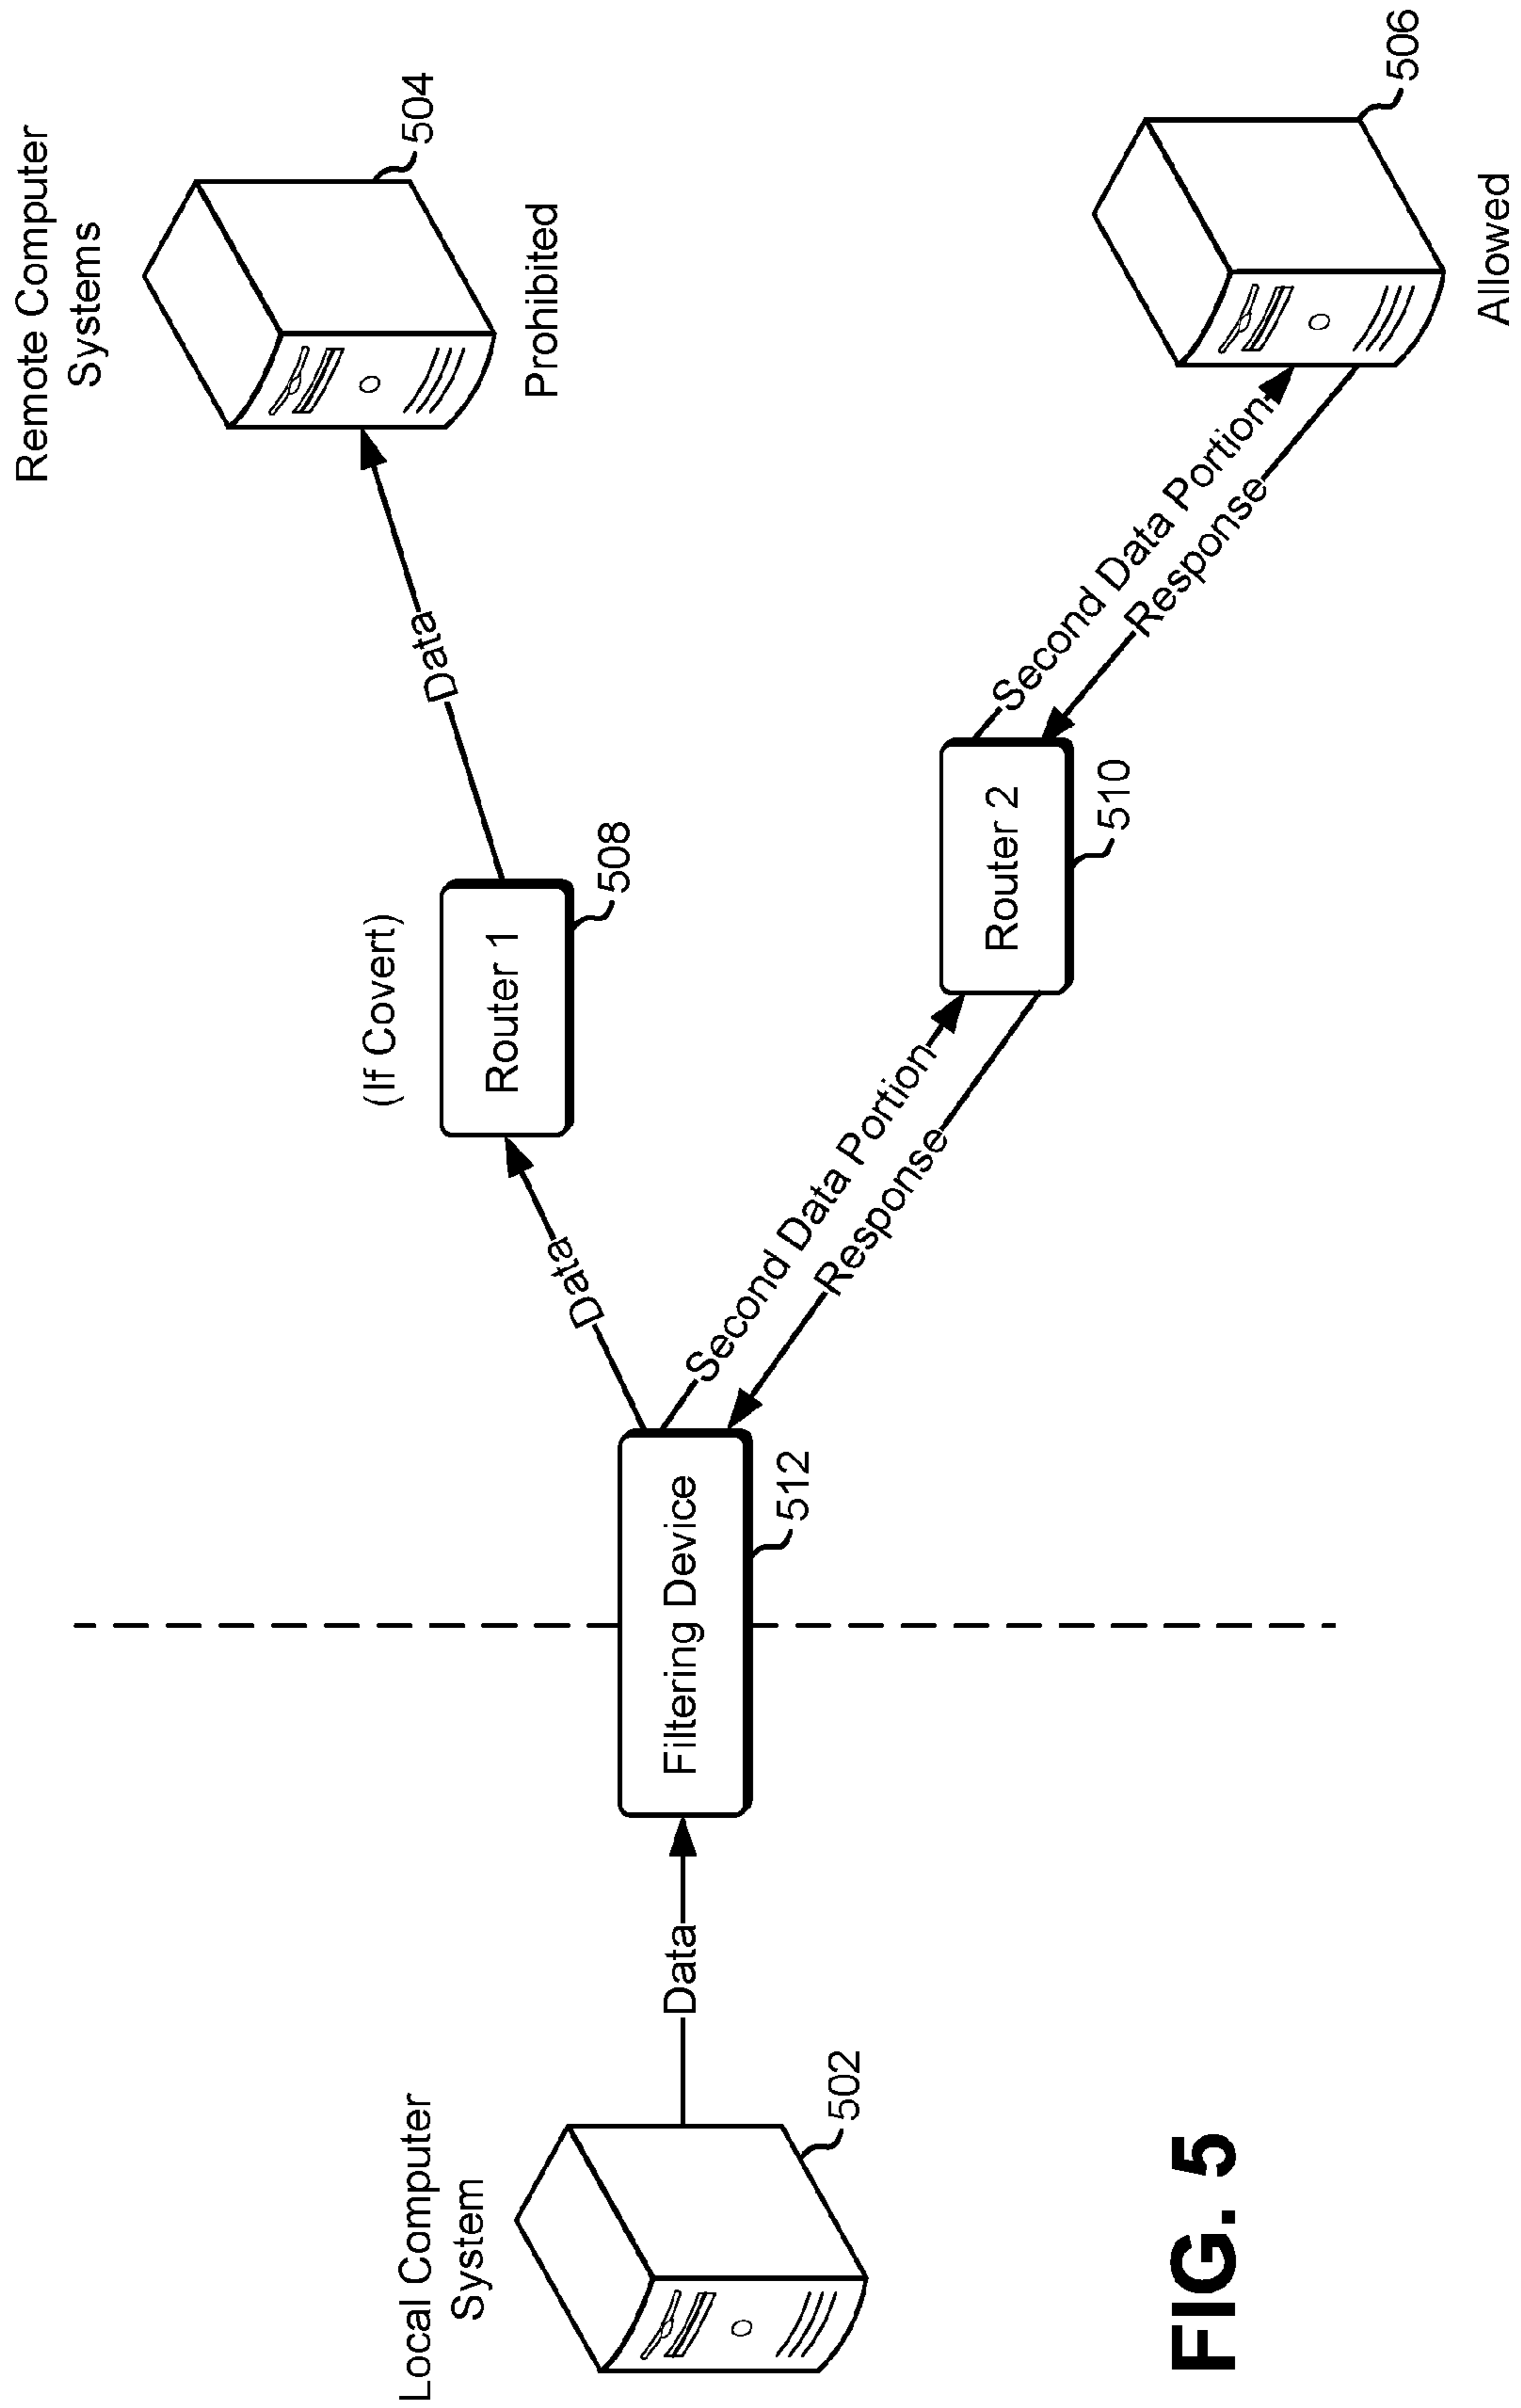 Local Computer
System
502
Data
Filtering Device
512
Data
(If Covert)
Router 1
508
Data
Remote Computer
Systems
504
Prohibited
Second Data Portion
Response
Router 2
510
Second Data Portion
Response
506
Allowed
FIG. 5